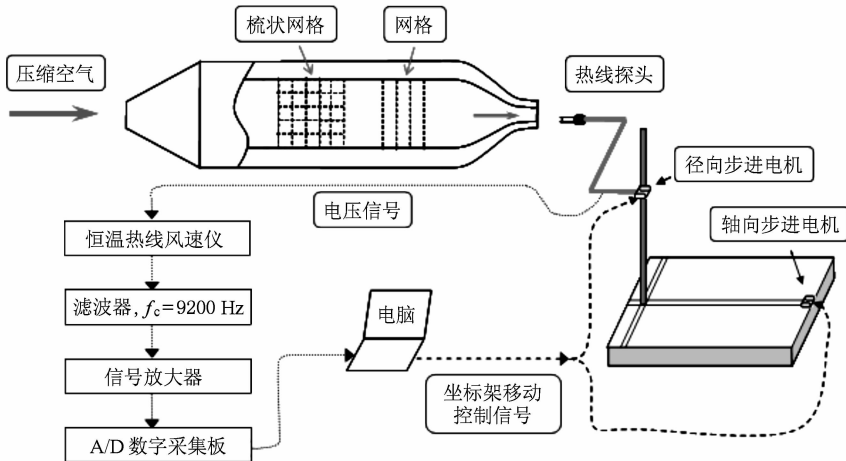 梳状网格
网格
压缩空气
热线探头
径向步进电机
电压信号
轴向步进电机
恒温热线风速仪
滤波器, fc=9200 Hz
电脑
信号放大器
坐标架移动
控制信号
A/D 数字采集板